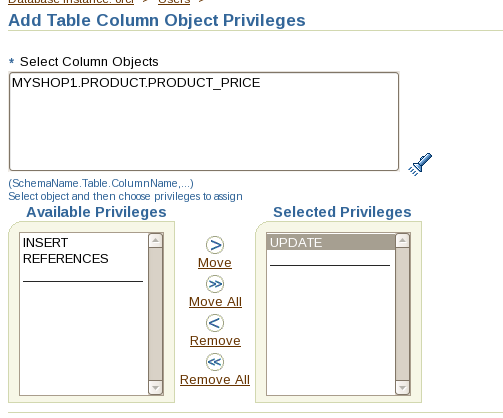 Database Instance: orcl > Users >
Add Table Column Object Privileges
* Select Column Objects
MYSHOP1.PRODUCT.PRODUCT_PRICE
(SchemaName.Table.ColumnName,...)
Select object and then choose privileges to assign
Available Privileges
Selected Privileges
INSERT
REFERENCES
Move
Move All
Remove
Remove All
UPDATE